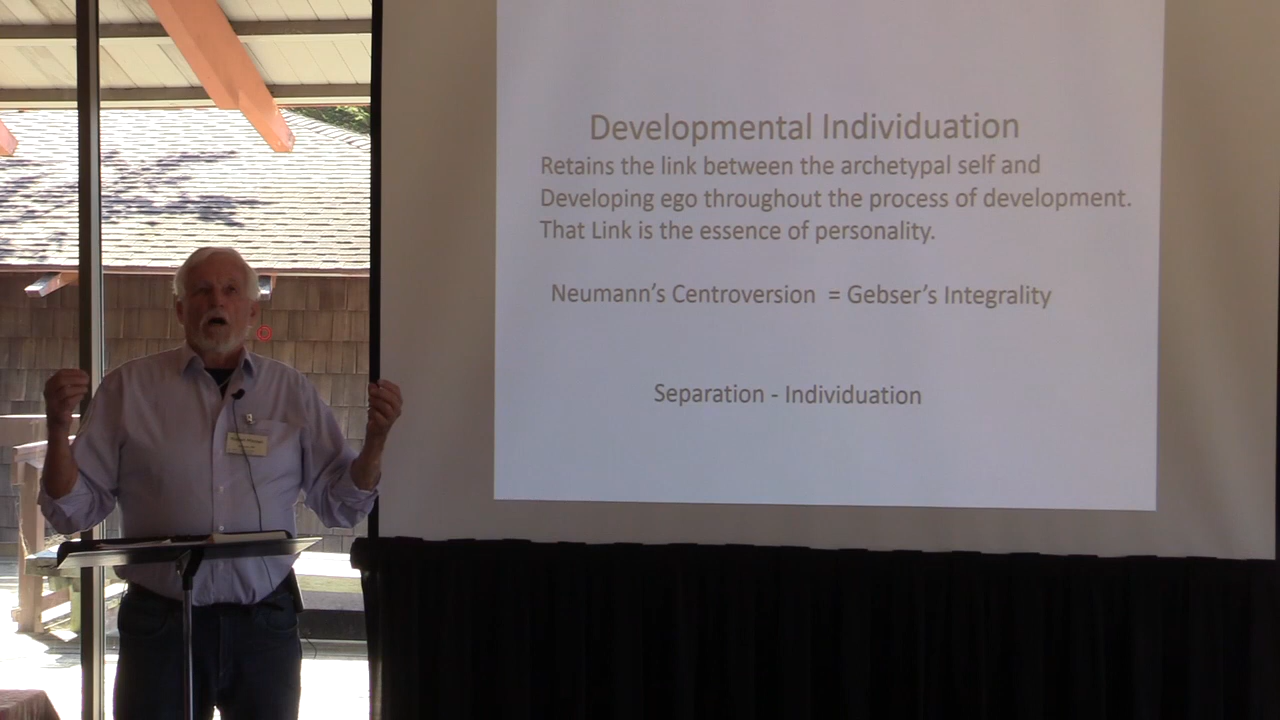 Developmental Individuation
Retains the link between the archetypal self and
Developing ego throughout the process of development.
That Link is the essence of personality.
Neumann's Centroversion = Gebser's Integrality
Separation - Individuation